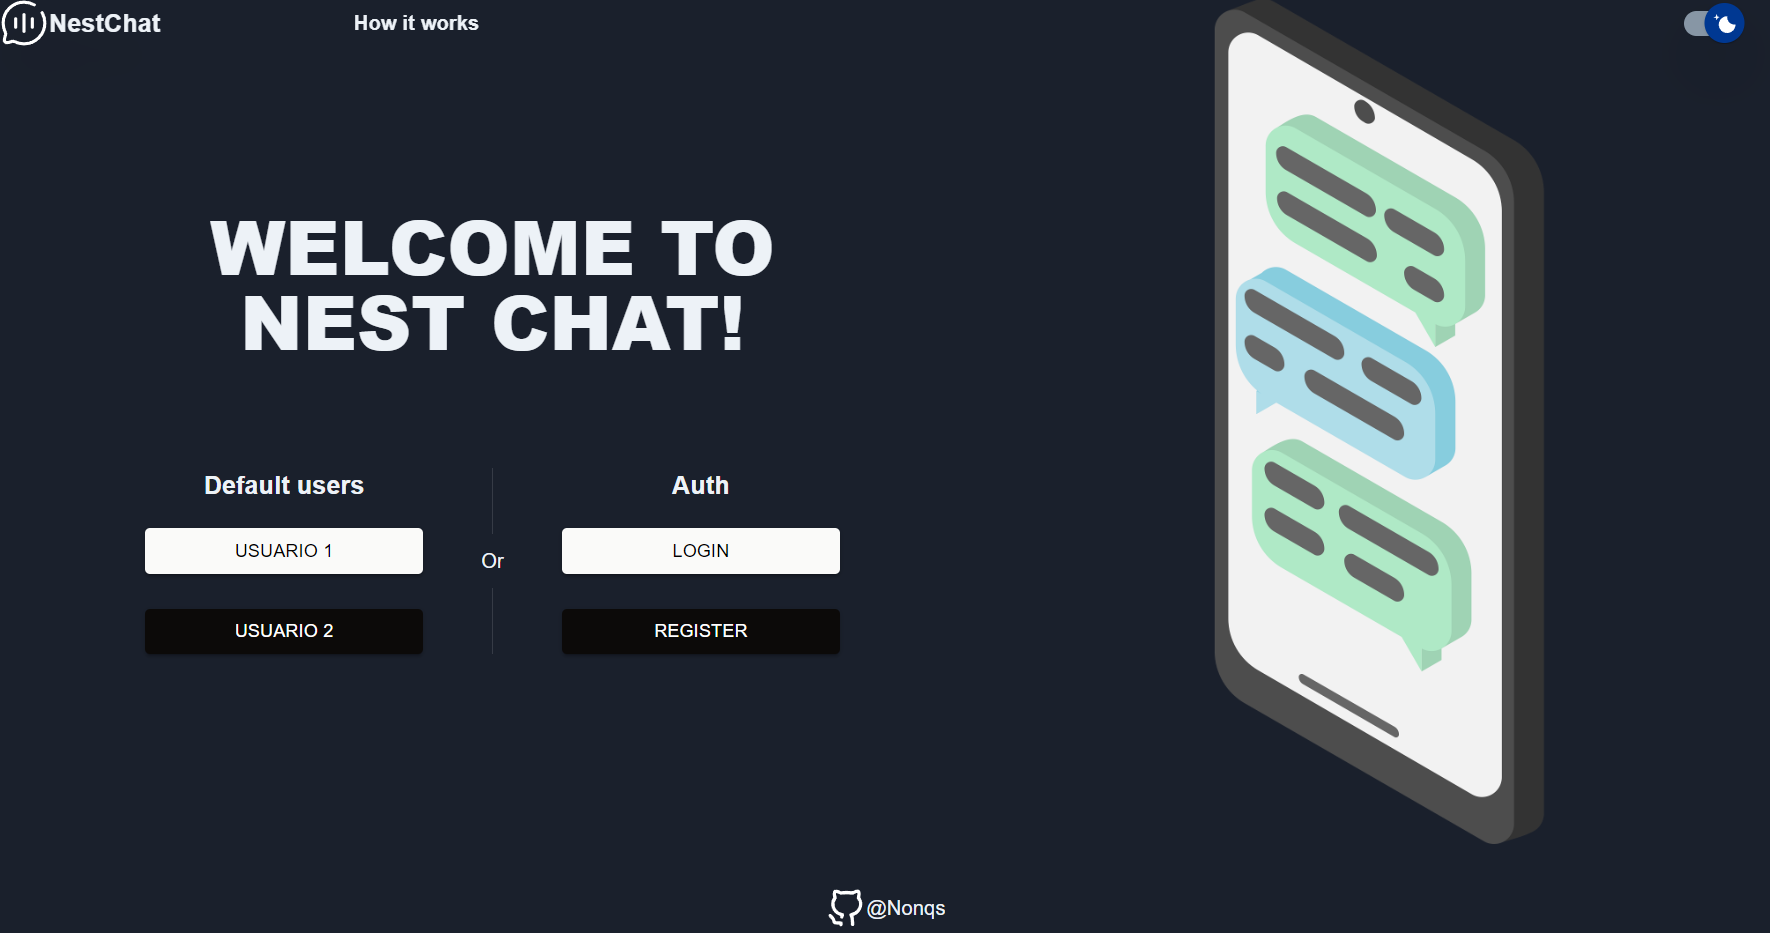 NestChat
How it works
WELCOME TO
NEST CHAT!
Default users
USUARIO 1
USUARIO 2
Or
Auth
LOGIN
REGISTER
@Nonqs